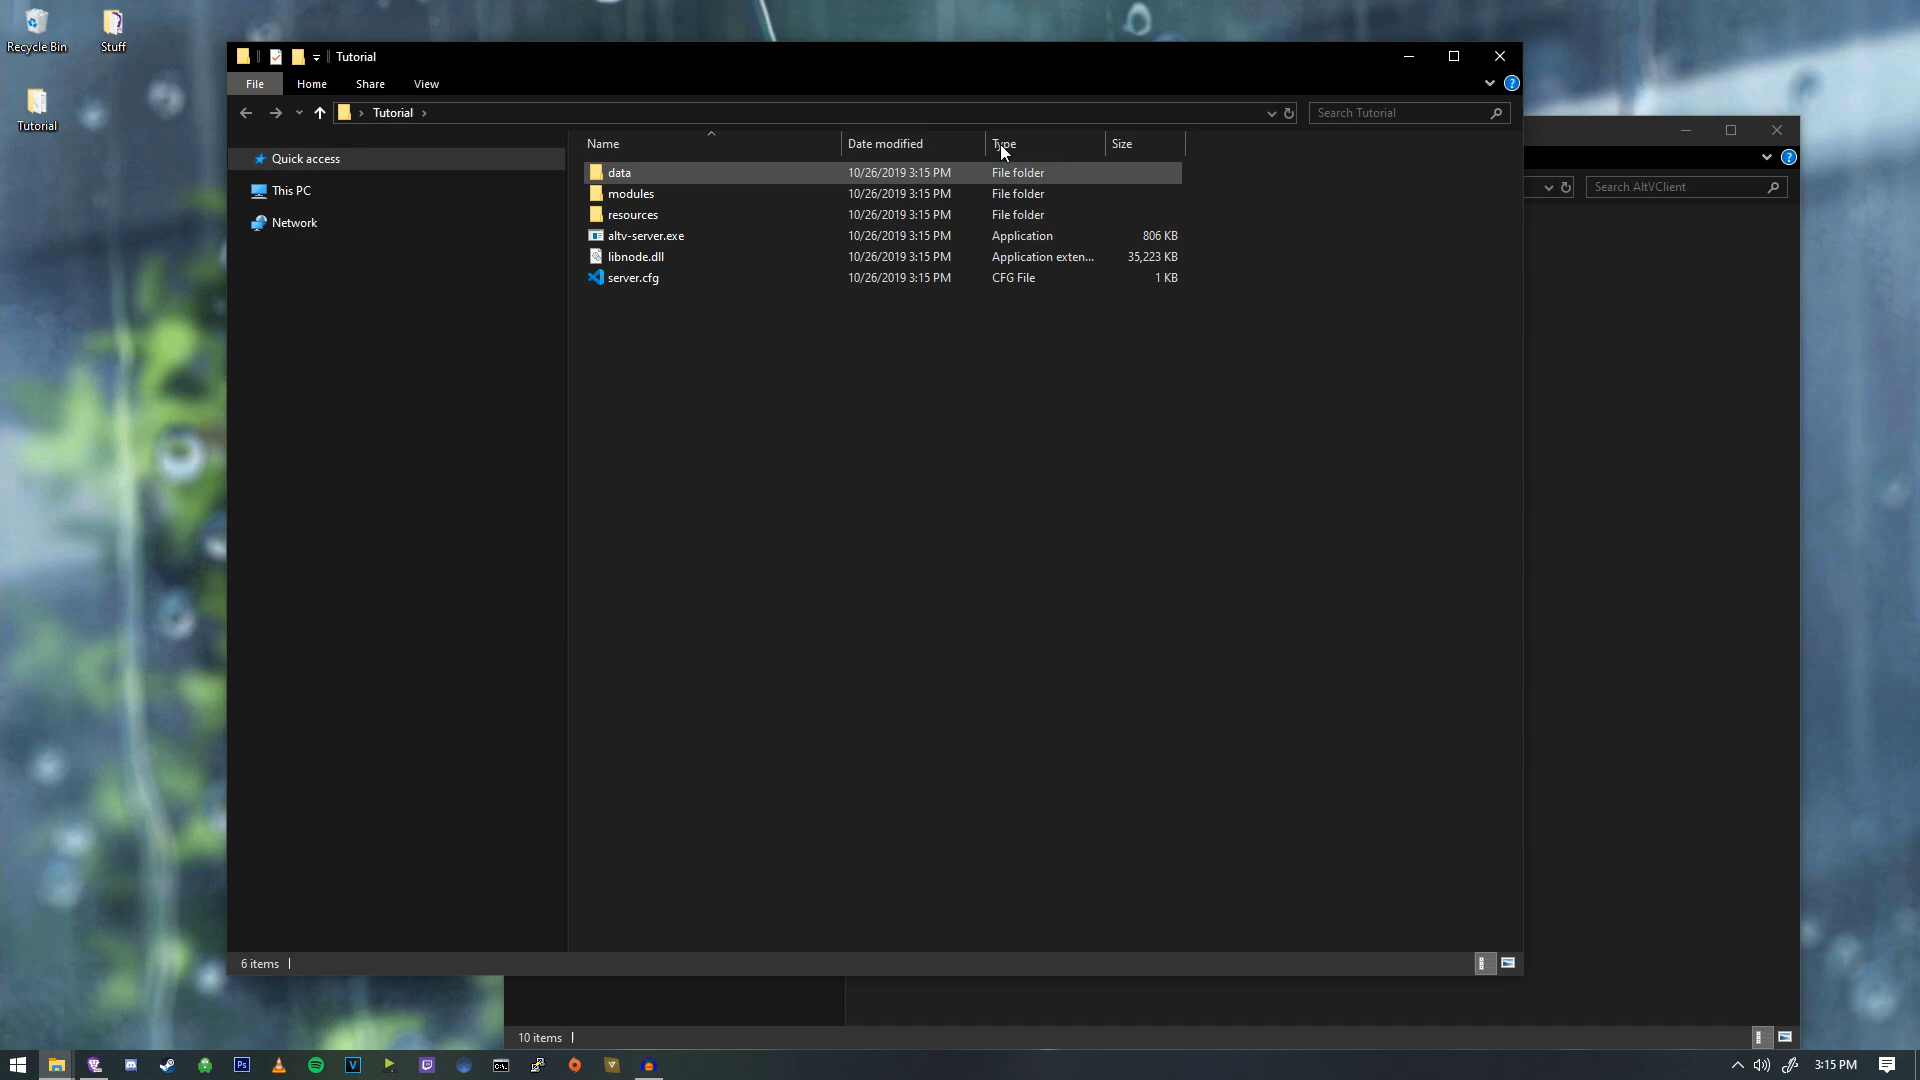 Recycle Bin
Stuff
Tutorial
Tutorial
File
Home
Share
View
?
Tutorial
Search Tutorial
Name
Date modified
Type
Size
Quick access
This PC
Network
data 10/26/2019 3:15 PM File folder
modules 10/26/2019 3:15 PM File folder
resources 10/26/2019 3:15 PM File folder
altv-server.exe 10/26/2019 3:15 PM Application 806 KB
libnode.dll 10/26/2019 3:15 PM Application exten... 35,223 KB
server.cfg 10/26/2019 3:15 PM CFG File 1 KB
6 items
?
Search AltVClient
10 items
Ps
V
C:\.
3:15 PM